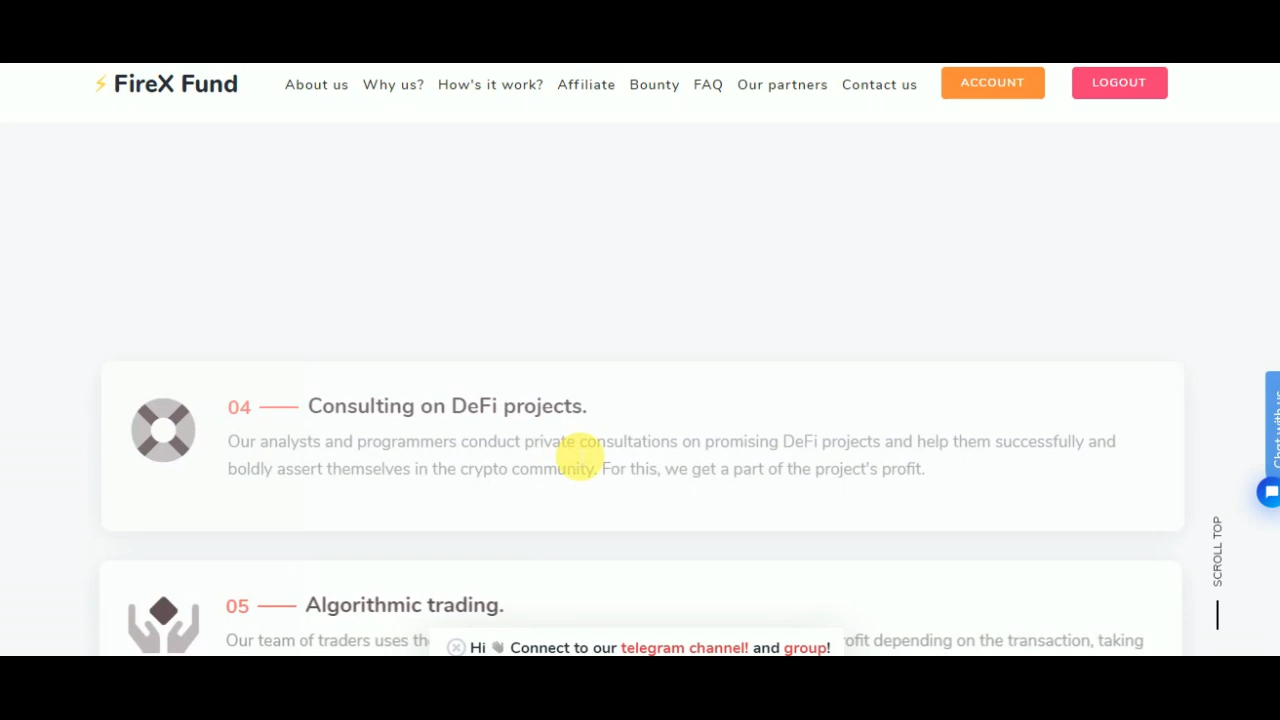 ⚡ FireX Fund
About us Why us? How's it work? Affiliate Bounty FAQ Our partners Contact us ACCOUNT LOGOUT
04 Consulting on DeFi projects.
Our analysts and programmers conduct private consultations on promising DeFi projects and help them successfully and
boldly assert themselves in the crypto community. For this, we get a part of the project's profit.
Chat with us
SCROLL TOP
05 Algorithmic trading.
Our team of traders uses the ofit depending on the transaction, taking
Hi 👋 Connect to our telegram channel! and group!